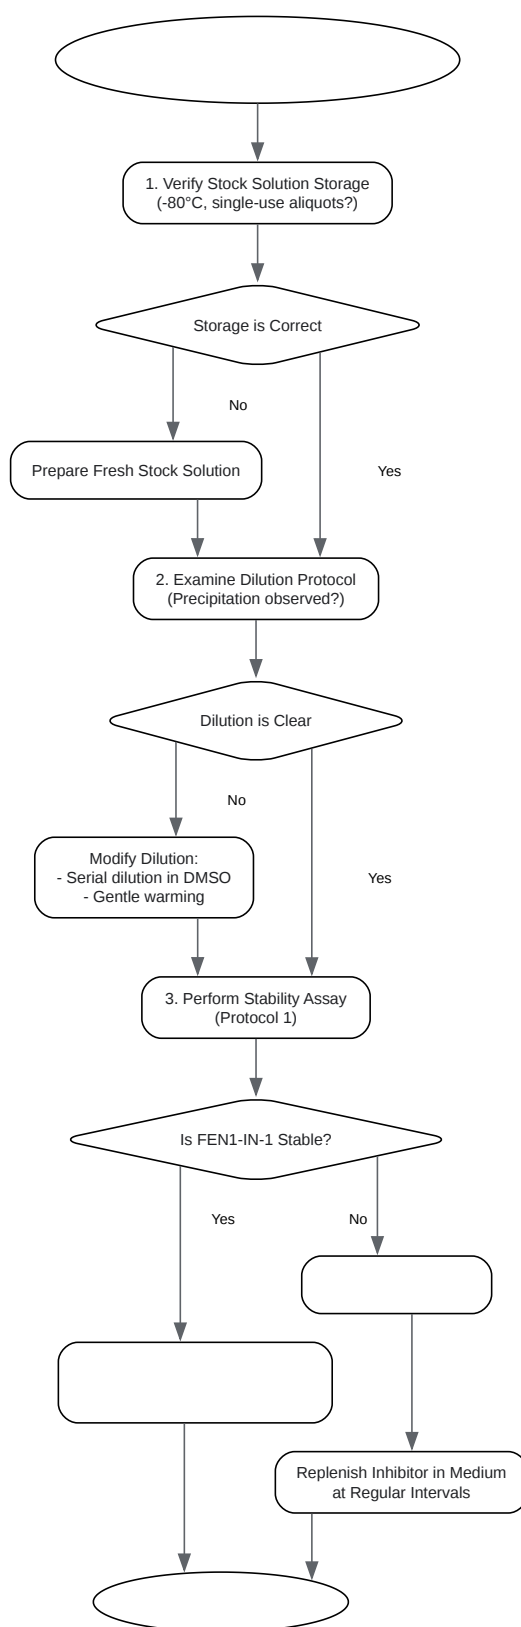 1. Verify Stock Solution Storage
(-80°C, single-use aliquots?)
Storage is Correct
No
Prepare Fresh Stock Solution
Yes
2. Examine Dilution Protocol
(Precipitation observed?)
Dilution is Clear
No
Modify Dilution:
- Serial dilution in DMSO
- Gentle warming
Yes
3. Perform Stability Assay
(Protocol 1)
Is FEN1-IN-1 Stable?
Yes
No
Replenish Inhibitor in Medium
at Regular Intervals